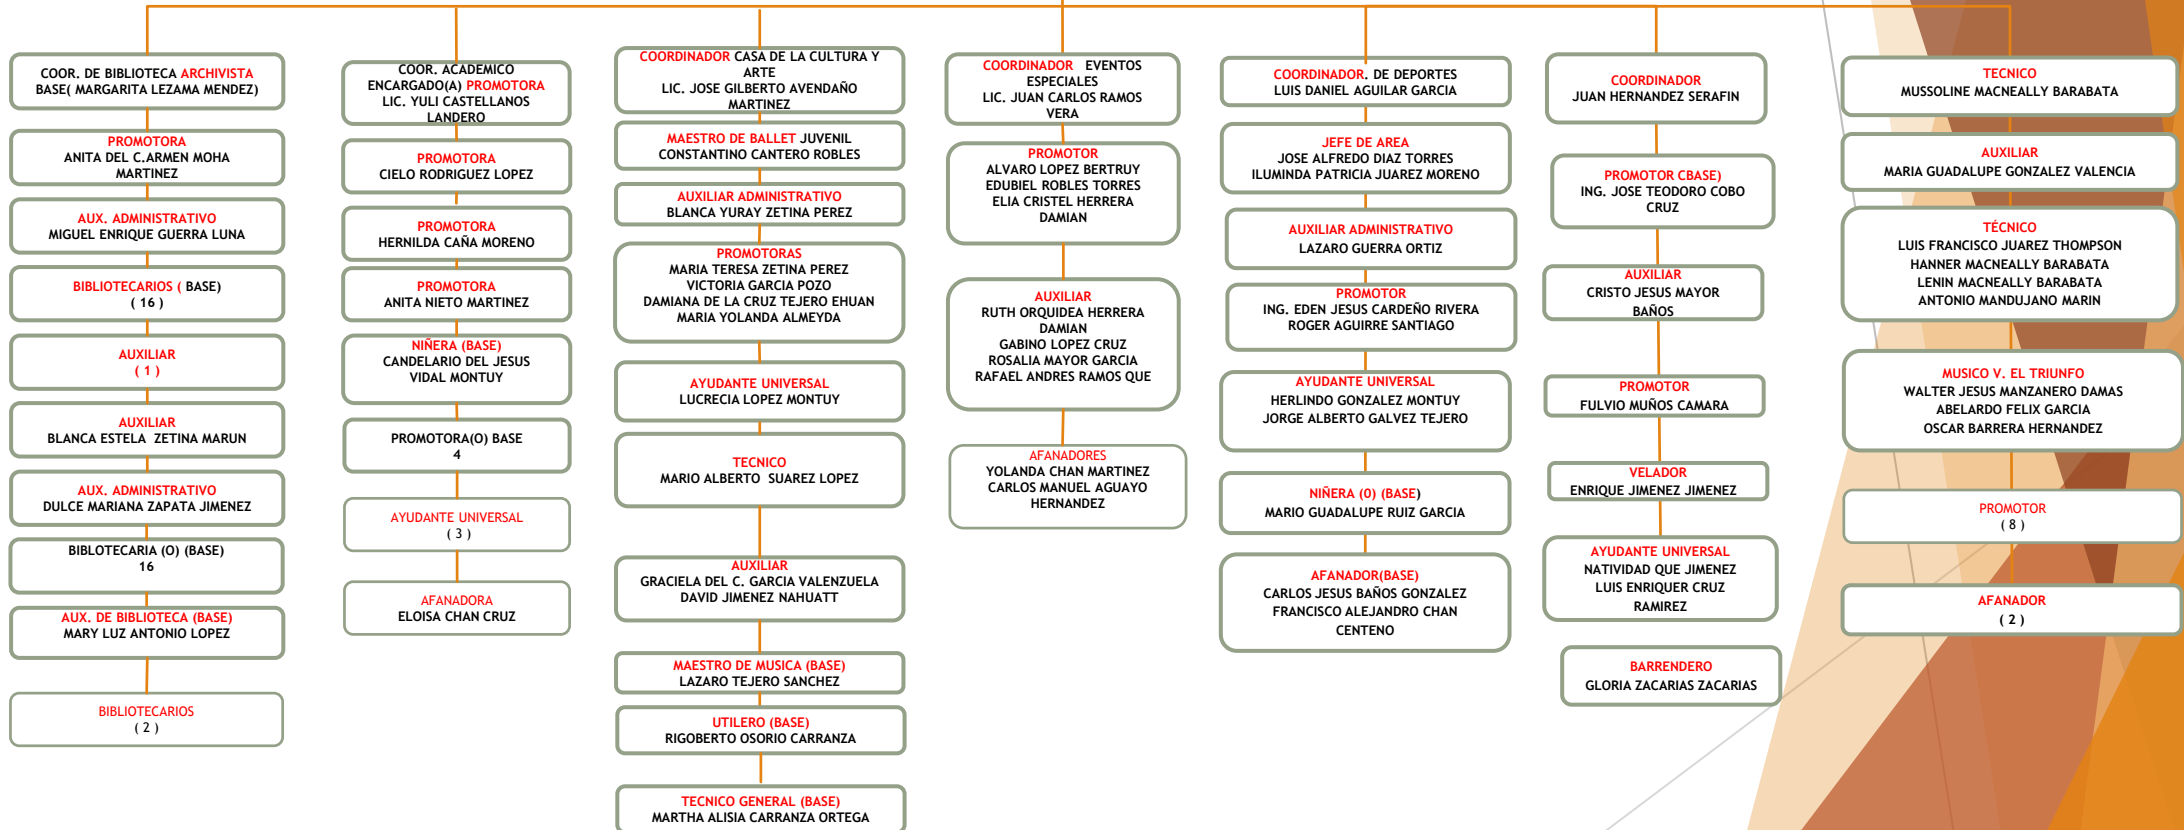 COOR. DE BIBLIOTECA ARCHIVISTA
BASE( MARGARITA LEZAMA MENDEZ)
PROMOTORA
ANITA DEL C.ARMEN MOHA
MARTINEZ
AUX. ADMINISTRATIVO
MIGUEL ENRIQUE GUERRA LUNA
BIBLIOTECARIOS ( BASE)
( 16 )
AUXILIAR
( 1 )
AUXILIAR
BLANCA ESTELA ZETINA MARUN
AUX. ADMINISTRATIVO
DULCE MARIANA ZAPATA JIMENEZ
BIBLOTECARIA (O) (BASE)
16
AUX. DE BIBLOTECA (BASE)
MARY LUZ ANTONIO LOPEZ
BIBLIOTECARIOS
( 2 )
COOR. ACADEMICO
ENCARGADO(A) PROMOTORA
LIC. YULI CASTELLANOS
LANDERO
PROMOTORA
CIELO RODRIGUEZ LOPEZ
PROMOTORA
HERNILDA CAÑA MORENO
PROMOTORA
ANITA NIETO MARTINEZ
NIÑERA (BASE)
CANDELARIO DEL JESUS
VIDAL MONTUY
PROMOTORA(O) BASE
4
AYUDANTE UNIVERSAL
( 3 )
AFANADORA
ELOISA CHAN CRUZ
COORDINADOR CASA DE LA CULTURA Y
ARTE
LIC. JOSE GILBERTO AVENDAÑO
MARTINEZ
MAESTRO DE BALLET JUVENIL
CONSTANTINO CANTERO ROBLES
AUXILIAR ADMINISTRATIVO
BLANCA YURAY ZETINA PEREZ
PROMOTORAS
MARIA TERESA ZETINA PEREZ
VICTORIA GARCIA POZO
DAMIANA DE LA CRUZ TEJERO EHUAN
MARIA YOLANDA ALMEYDA
AYUDANTE UNIVERSAL
LUCRECIA LOPEZ MONTUY
TECNICO
MARIO ALBERTO SUAREZ LOPEZ
AUXILIAR
GRACIELA DEL C. GARCIA VALENZUELA
DAVID JIMENEZ NAHUATT
MAESTRO DE MUSICA (BASE)
LAZARO TEJERO SANCHEZ
UTILERO (BASE)
RIGOBERTO OSORIO CARRANZA
TECNICO GENERAL (BASE)
MARTHA ALISIA CARRANZA ORTEGA
COORDINADOR EVENTOS
ESPECIALES
LIC. JUAN CARLOS RAMOS
VERA
PROMOTOR
ALVARO LOPEZ BERTRUY
EDUBIEL ROBLES TORRES
ELIA CRISTEL HERRERA
DAMIAN
AUXILIAR
RUTH ORQUIDEA HERRERA
DAMIAN
GABINO LOPEZ CRUZ
ROSALIA MAYOR GARCIA
RAFAEL ANDRES RAMOS QUE
AFANADORES
YOLANDA CHAN MARTINEZ
CARLOS MANUEL AGUAYO
HERNANDEZ
COORDINADOR. DE DEPORTES
LUIS DANIEL AGUILAR GARCIA
JEFE DE AREA
JOSE ALFREDO DIAZ TORRES
ILUMINDA PATRICIA JUAREZ MORENO
AUXILIAR ADMINISTRATIVO
LAZARO GUERRA ORTIZ
PROMOTOR
ING. EDEN JESUS CARDEÑO RIVERA
ROGER AGUIRRE SANTIAGO
AYUDANTE UNIVERSAL
HERLINDO GONZALEZ MONTUY
JORGE ALBERTO GALVEZ TEJERO
NIÑERA (0) (BASE)
MARIO GUADALUPE RUIZ GARCIA
AFANADOR(BASE)
CARLOS JESUS BAÑOS GONZALEZ
FRANCISCO ALEJANDRO CHAN
CENTENO
COORDINADOR
JUAN HERNANDEZ SERAFIN
PROMOTOR CBASE)
ING. JOSE TEODORO COBO
CRUZ
AUXILIAR
CRISTO JESUS MAYOR
BAÑOS
PROMOTOR
FULVIO MUÑOS CAMARA
VELADOR
ENRIQUE JIMENEZ JIMENEZ
AYUDANTE UNIVERSAL
NATIVIDAD QUE JIMENEZ
LUIS ENRIQUER CRUZ
RAMIREZ
BARRENDERO
GLORIA ZACARIAS ZACARIAS
TECNICO
MUSSOLINE MACNEALLY BARABATA
AUXILIAR
MARIA GUADALUPE GONZALEZ VALENCIA
TÉCNICO
LUIS FRANCISCO JUAREZ THOMPSON
HANNER MACNEALLY BARABATA
LENIN MACNEALLY BARABATA
ANTONIO MANDUJANO MARIN
MUSICO V. EL TRIUNFO
WALTER JESUS MANZANERO DAMAS
ABELARDO FELIX GARCIA
OSCAR BARRERA HERNANDEZ
PROMOTOR
( 8 )
AFANADOR
( 2 )